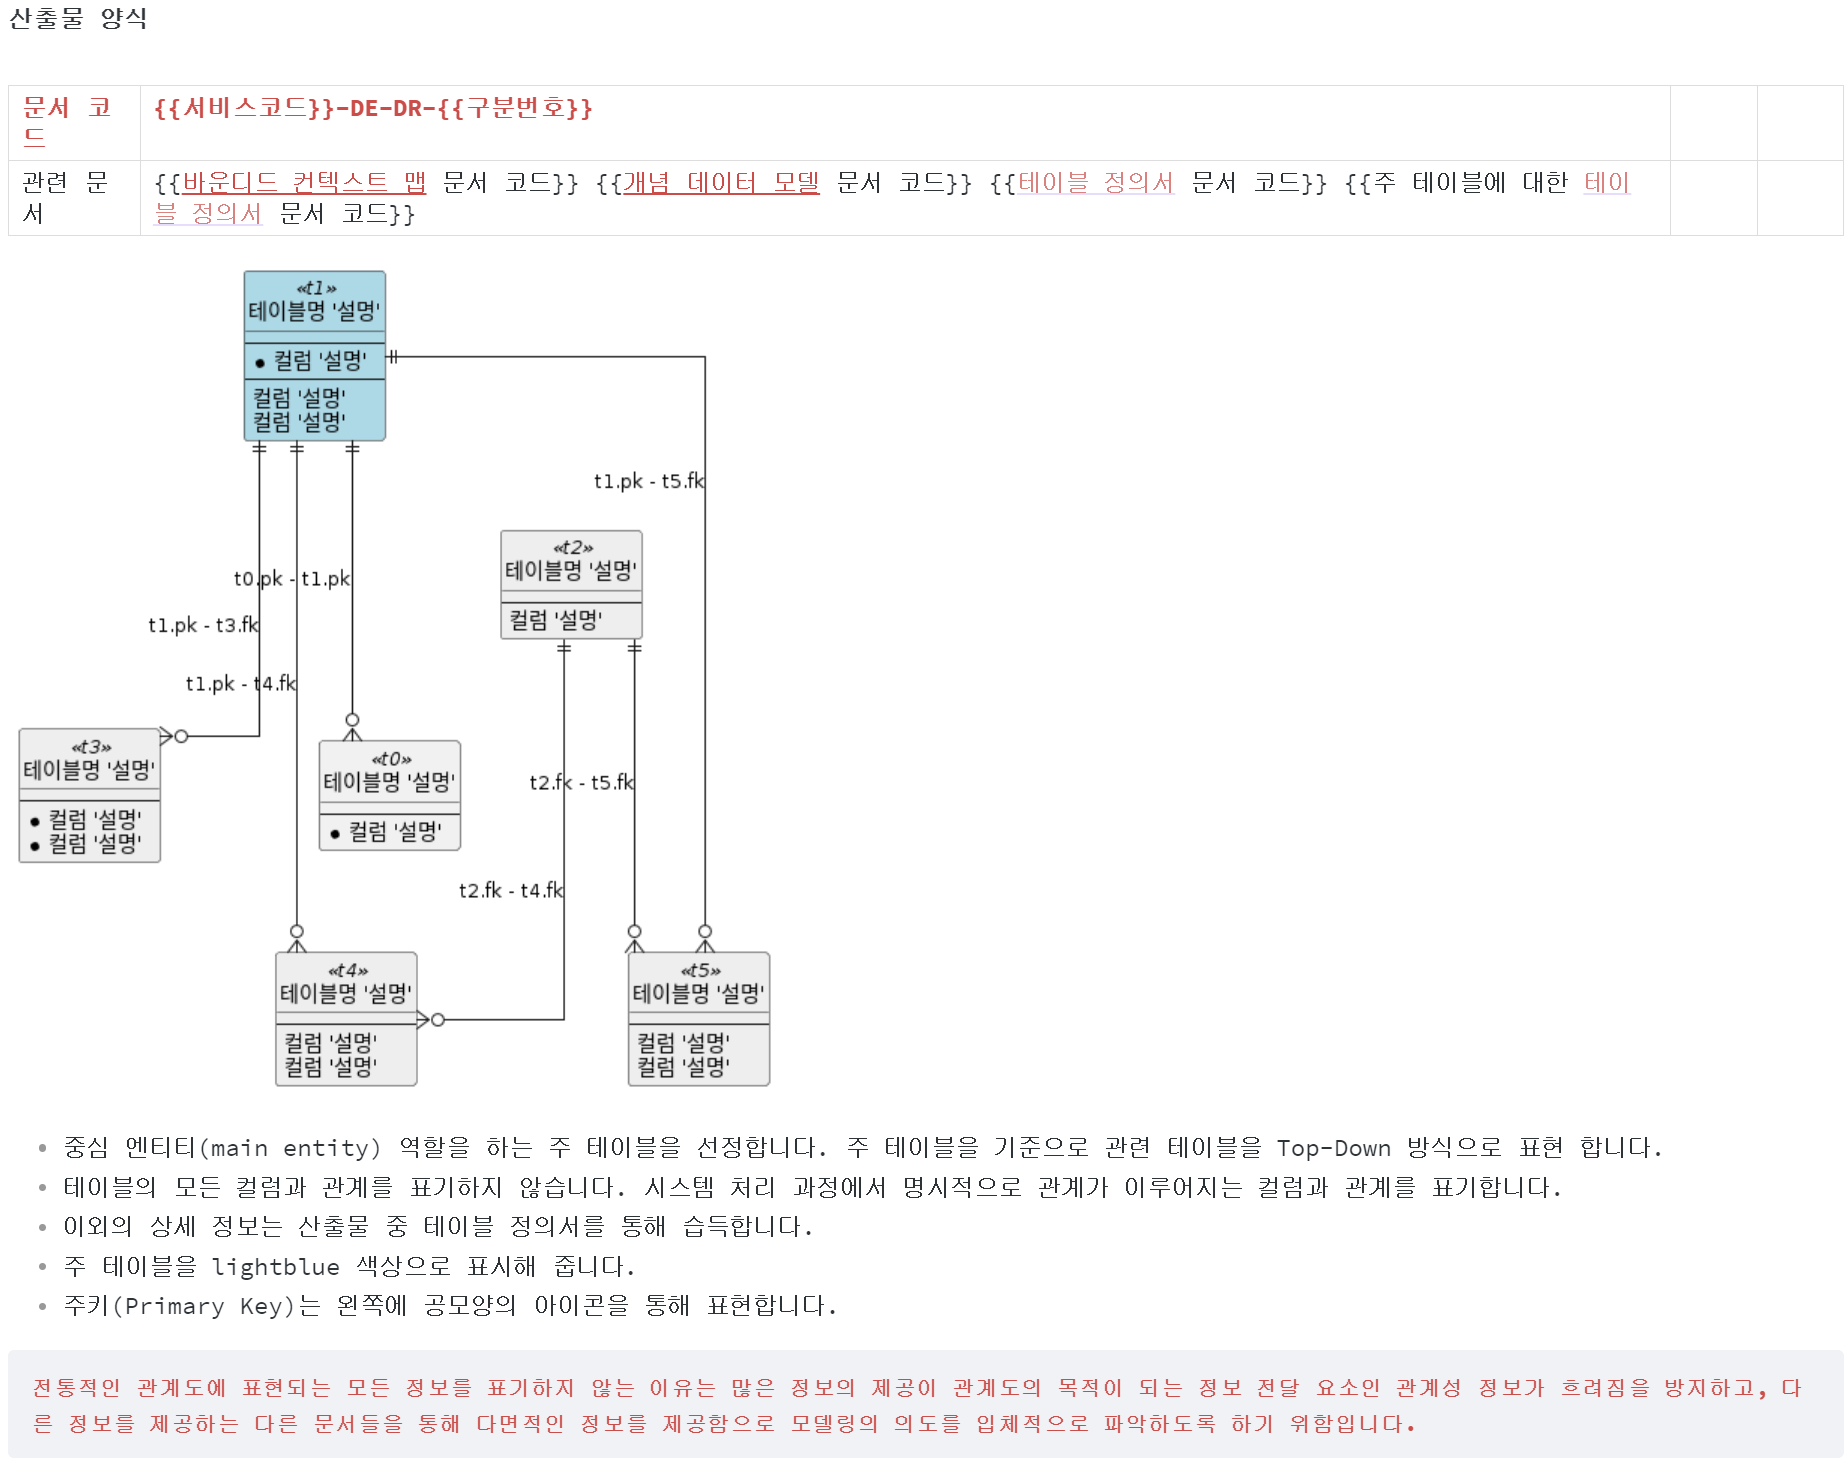 산출물 양식
문서 코
드
{{서비스코드}}-DE-DR-{{구분번호}}
관련 문
서
{{바운디드 컨텍스트 맵 문서 코드}} {{개념 데이터 모델 문서 코드}} {{테이블 정의서 문서 코드}} {{주 테이블에 대한 테이
블 정의서 문서 코드}}
«t1»
테이블명 '설명'
● 컬럼 '설명'
컬럼 '설명'
컬럼 '설명'
t1.pk - t5.fk
«t2»
테이블명 '설명'
컬럼 '설명'
t0.pk - t1.pk
t1.pk - t3.fk
t1.pk - t4.fk
«t3»
테이블명 '설명'
● 컬럼 '설명'
● 컬럼 '설명'
«t0»
테이블명 '설명'
● 컬럼 '설명'
t2.fk - t5.fk
t2.fk - t4.fk
«t4»
테이블명 '설명'
컬럼 '설명'
컬럼 '설명'
«t5»
테이블명 '설명'
컬럼 '설명'
컬럼 '설명'
• 중심 엔티티(main entity) 역할을 하는 주 테이블을 선정합니다. 주 테이블을 기준으로 관련 테이블을 Top-Down 방식으로 표현 합니다.
• 테이블의 모든 컬럼과 관계를 표기하지 않습니다. 시스템 처리 과정에서 명시적으로 관계가 이루어지는 컬럼과 관계를 표기합니다.
• 이외의 상세 정보는 산출물 중 테이블 정의서를 통해 습득합니다.
• 주 테이블을 lightblue 색상으로 표시해 줍니다.
• 주키(Primary Key)는 왼쪽에 공모양의 아이콘을 통해 표현합니다.
전통적인 관계도에 표현되는 모든 정보를 표기하지 않는 이유는 많은 정보의 제공이 관계도의 목적이 되는 정보 전달 요소인 관계성 정보가 흐려짐을 방지하고, 다
른 정보를 제공하는 다른 문서들을 통해 다면적인 정보를 제공함으로 모델링의 의도를 입체적으로 파악하도록 하기 위함입니다.